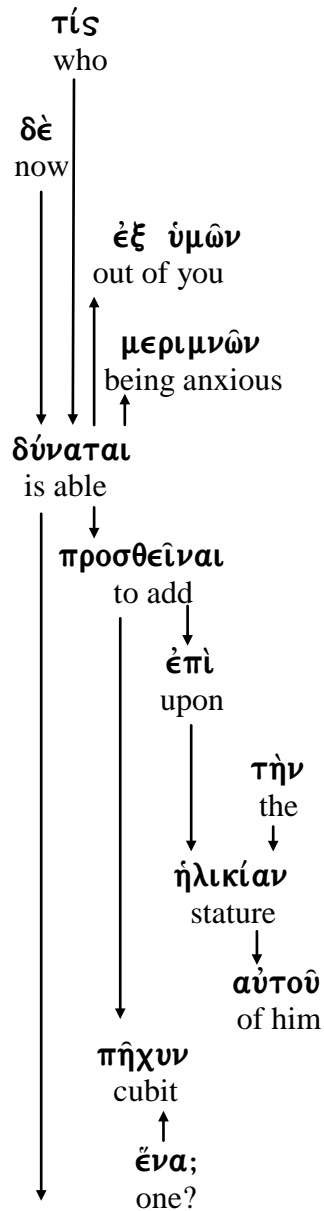 τίς
who
δὲ
now
ἐξ ὑμῶν
out of you
μεριμνῶν
being anxious
δύναται
is able
προσθεῖναι
to add
ἐπὶ
upon
τὴν
the
ἡλικίαν
stature
αὐτοῦ
of him
πῆχυν
cubit
ἕνα;
one?